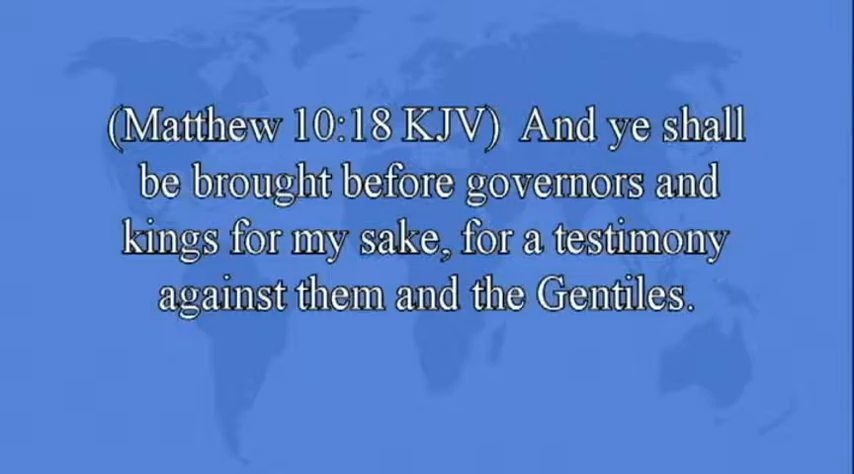 (Matthew 10:18 KJV)  And ye shall
be brought before governors and
kings for my sake, for a testimony
against them and the Gentiles.